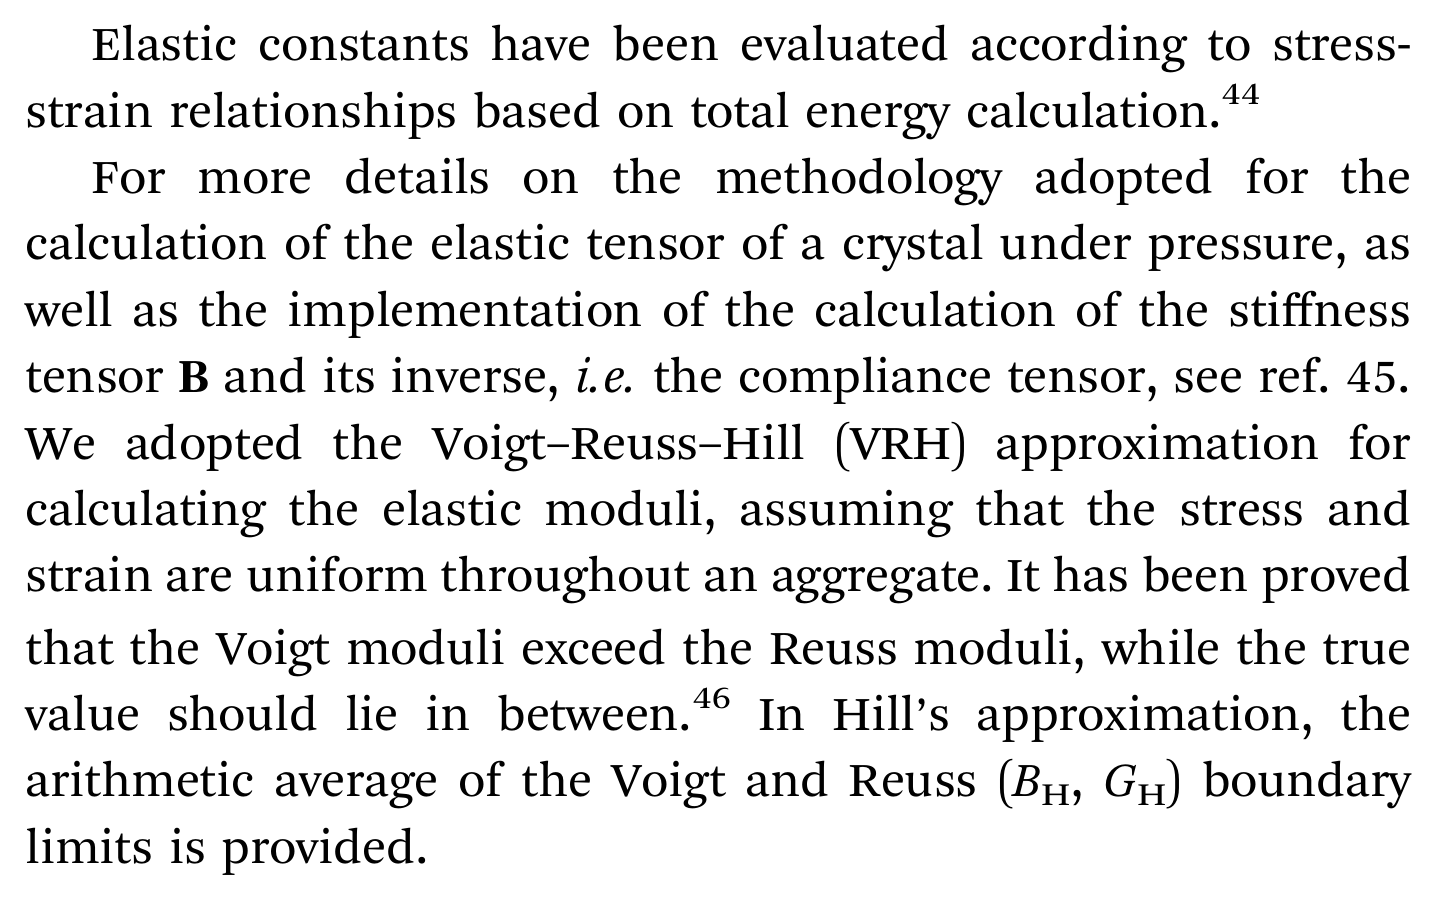 Elastic constants have been evaluated according to stress-
strain relationships based on total energy calculation.44
For more details on the methodology adopted for the
calculation of the elastic tensor of a crystal under pressure, as
well as the implementation of the calculation of the stiffness
tensor B and its inverse, i.e. the compliance tensor, see ref. 45.
We adopted the Voigt–Reuss–Hill (VRH) approximation for
calculating the elastic moduli, assuming that the stress and
strain are uniform throughout an aggregate. It has been proved
that the Voigt moduli exceed the Reuss moduli, while the true
value should lie in between.46 In Hill’s approximation, the
arithmetic average of the Voigt and Reuss (BH, GH) boundary
limits is provided.